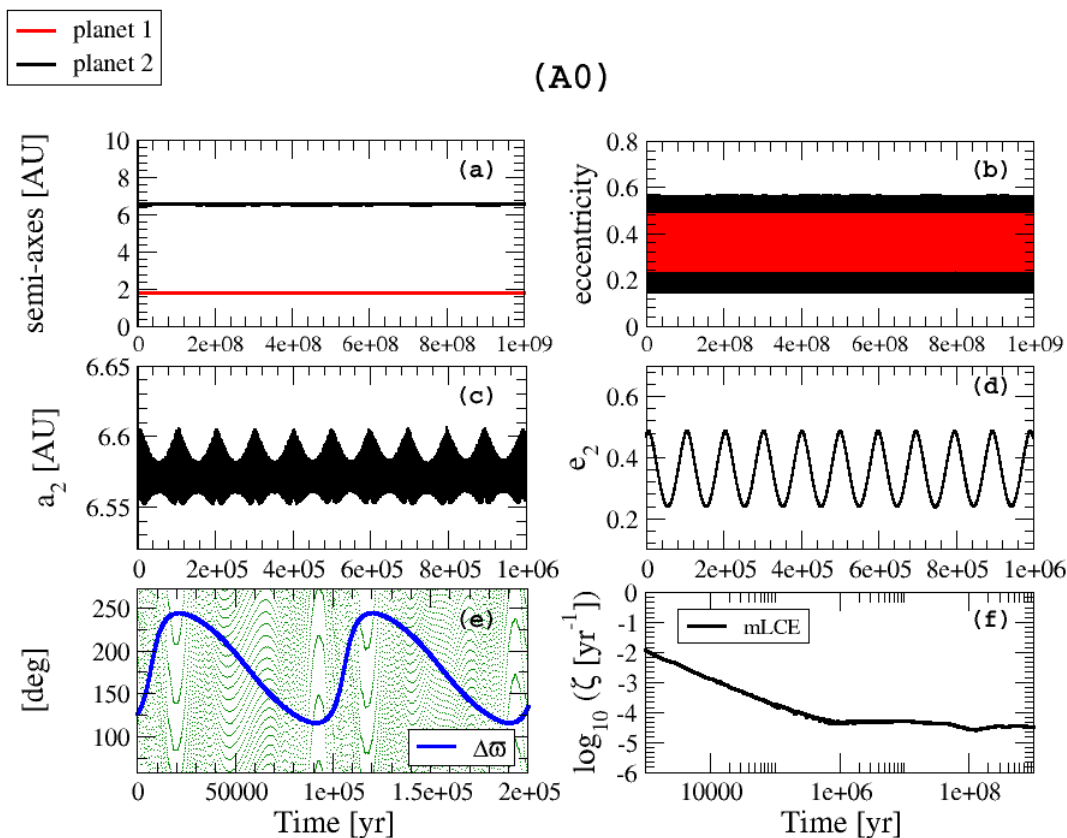 planet 1
planet 2
(A0)
semi-axes [AU]
10
8
6
4
2
0
(a)
0 2e+08 4e+08 6e+08 8e+08 1e+09
eccentricity
0.8
0.6
0.4
0.2
0
(b)
0 2e+08 4e+08 6e+08 8e+08 1e+09
a2 [AU]
6.65
6.6
6.55
(c)
0 2e+05 4e+05 6e+05 8e+05 1e+06
e2
0.6
0.4
0.2
(d)
0 2e+05 4e+05 6e+05 8e+05 1e+06
[deg]
250
200
150
100
(e)
Δϖ
0 50000 1e+05 1.5e+05 2e+05
Time [yr]
log10 (ζ [yr-1])
0
-1
-2
-3
-4
-5
-6
mLCE
(f)
10000 1e+06 1e+08
Time [yr]